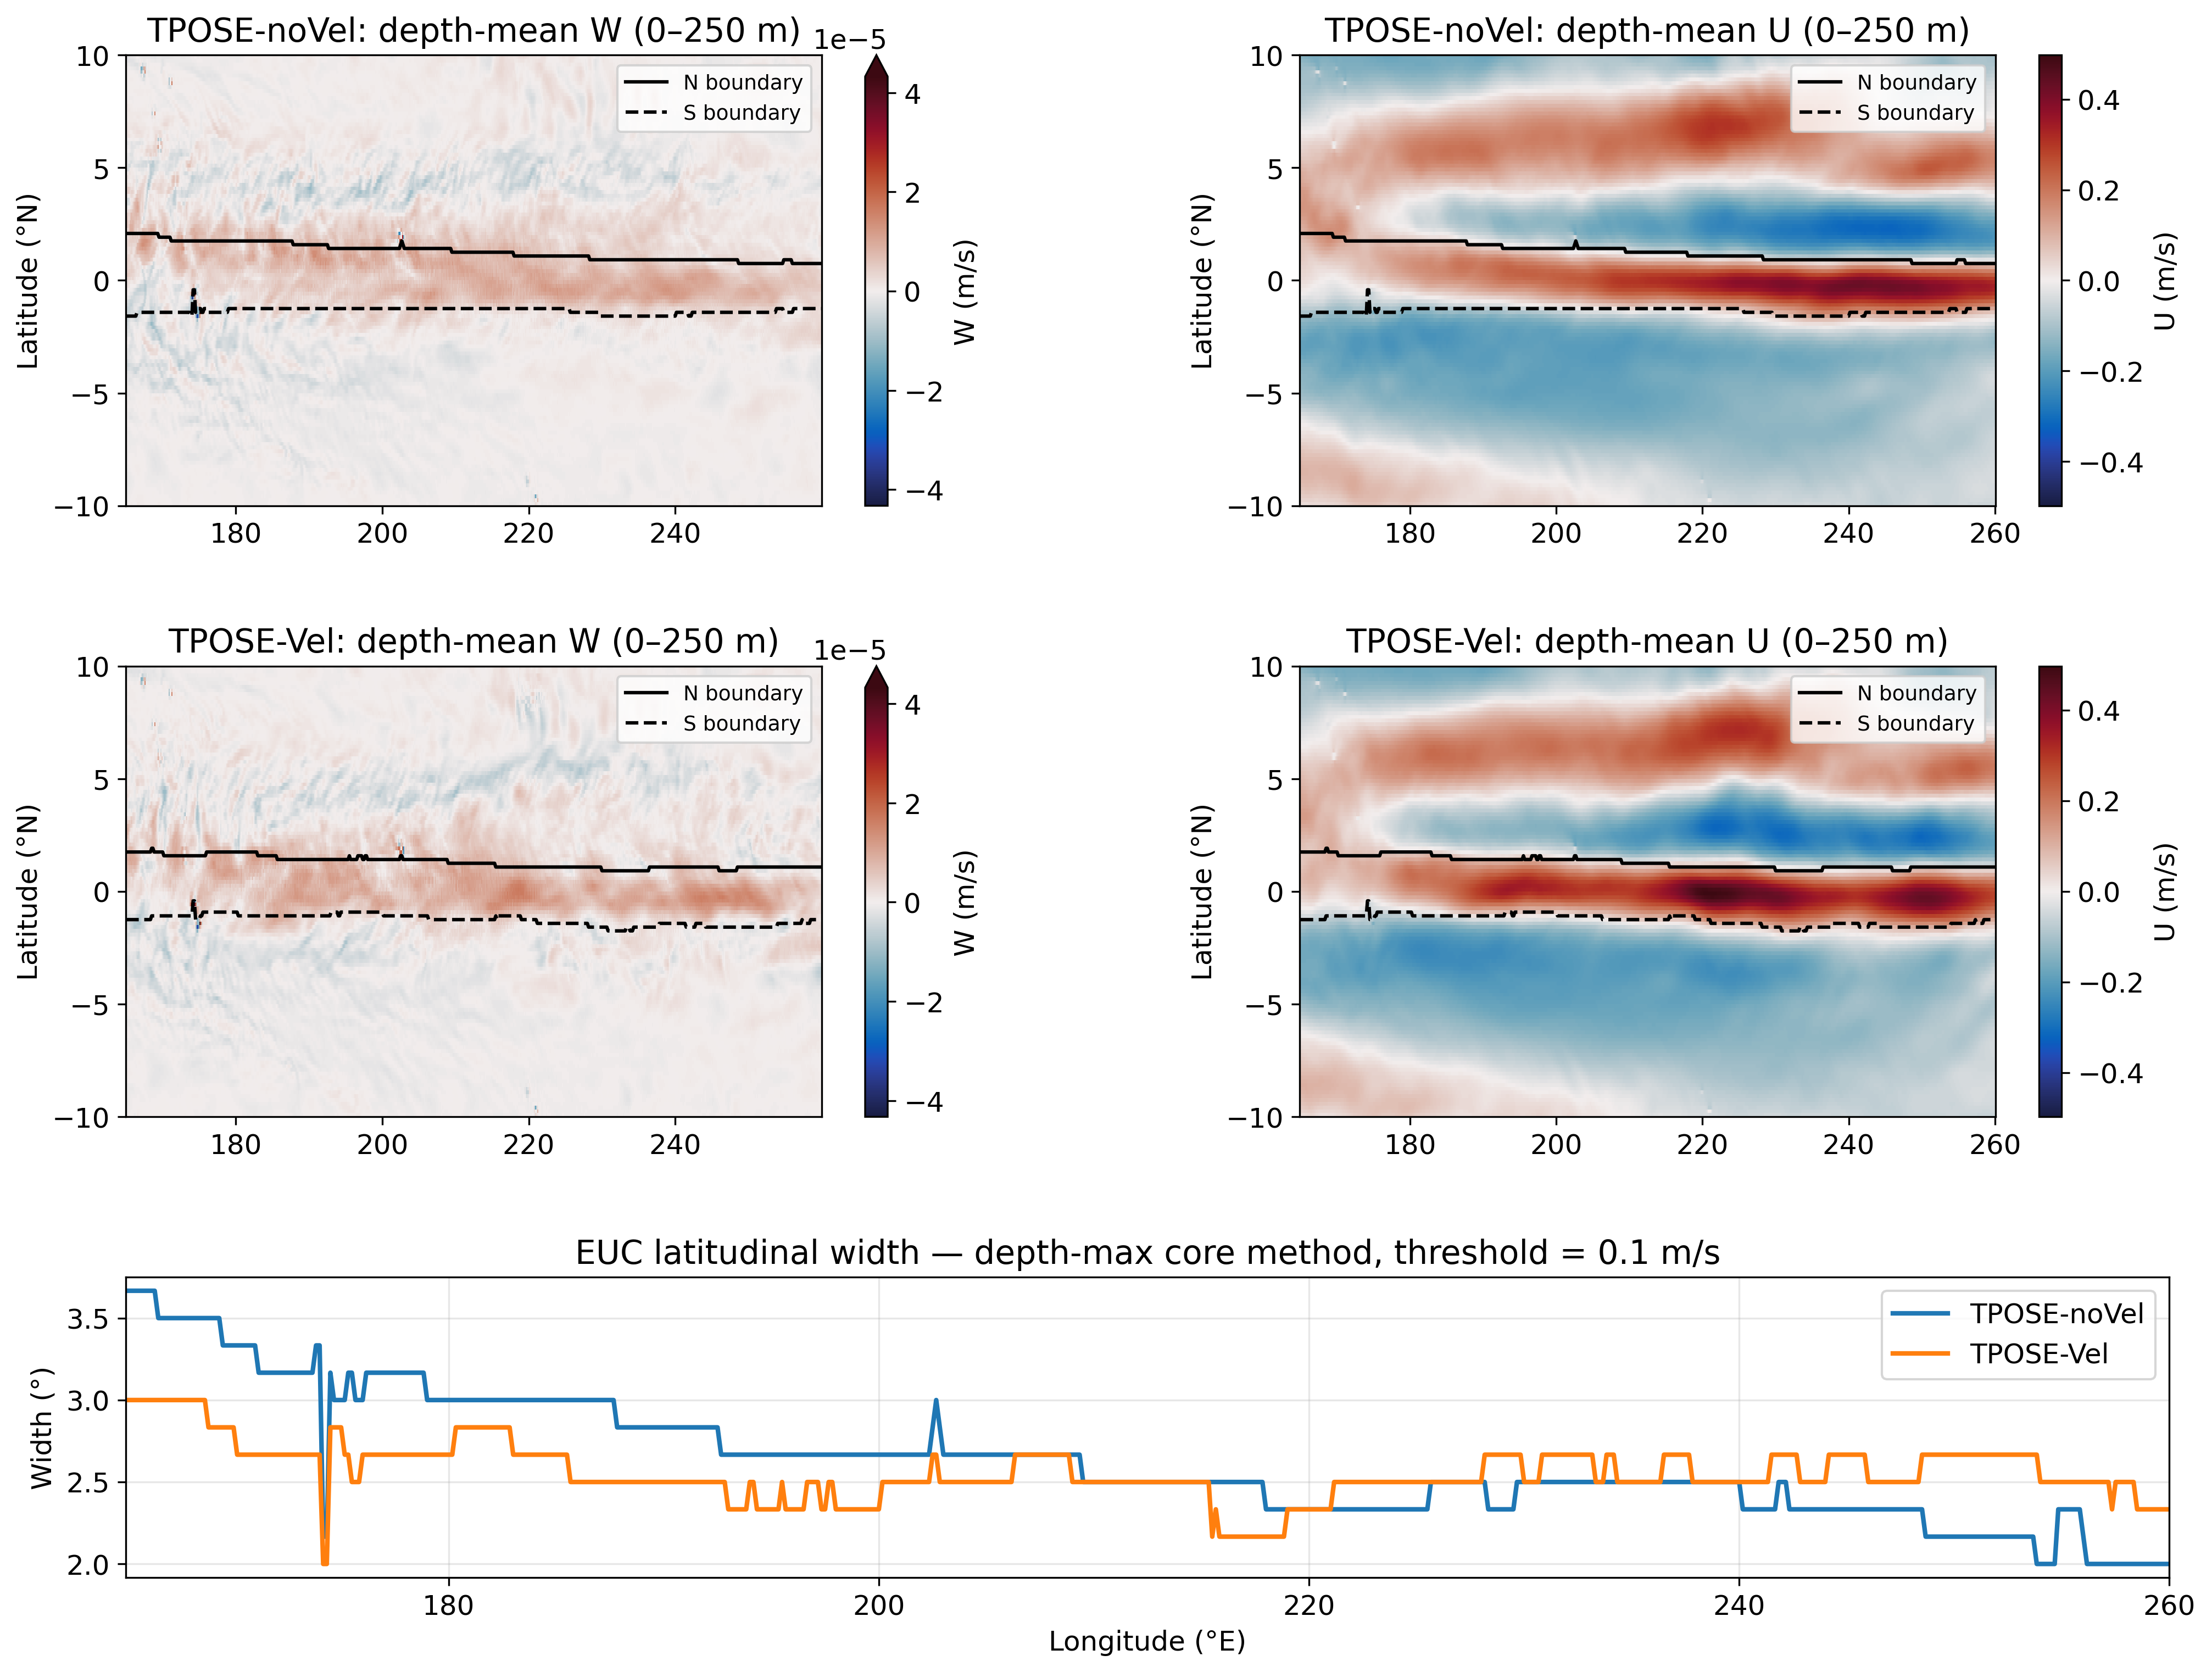 TPOSE-noVel: depth-mean W (0–250 m)
1e−5
10
5
0
−5
−10
Latitude (°N)
N boundary
S boundary
180
200
220
240
4
2
0
−2
−4
W (m/s)
TPOSE-noVel: depth-mean U (0–250 m)
10
5
0
−5
−10
Latitude (°N)
N boundary
S boundary
180
200
220
240
260
0.4
0.2
0.0
−0.2
−0.4
U (m/s)
TPOSE-Vel: depth-mean W (0–250 m)
1e−5
10
5
0
−5
−10
Latitude (°N)
N boundary
S boundary
180
200
220
240
4
2
0
−2
−4
W (m/s)
TPOSE-Vel: depth-mean U (0–250 m)
10
5
0
−5
−10
Latitude (°N)
N boundary
S boundary
180
200
220
240
260
0.4
0.2
0.0
−0.2
−0.4
U (m/s)
EUC latitudinal width — depth-max core method, threshold = 0.1 m/s
3.5
3.0
2.5
2.0
Width (°)
TPOSE-noVel
TPOSE-Vel
180
200
220
240
260
Longitude (°E)